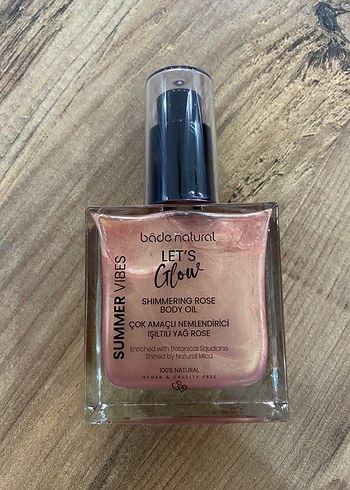 bâde natural
LET'S
Glow
SUMMER VIBES
SHIMMERING ROSE
BODY OIL
ÇOK AMAÇLI NEMLENDİRİCİ
IŞILTILI YAĞ ROSE
Enriched with Botanical Squalane
Shined by Natural Mica
100% NATURAL
VEGAN & CRUELTY FREE